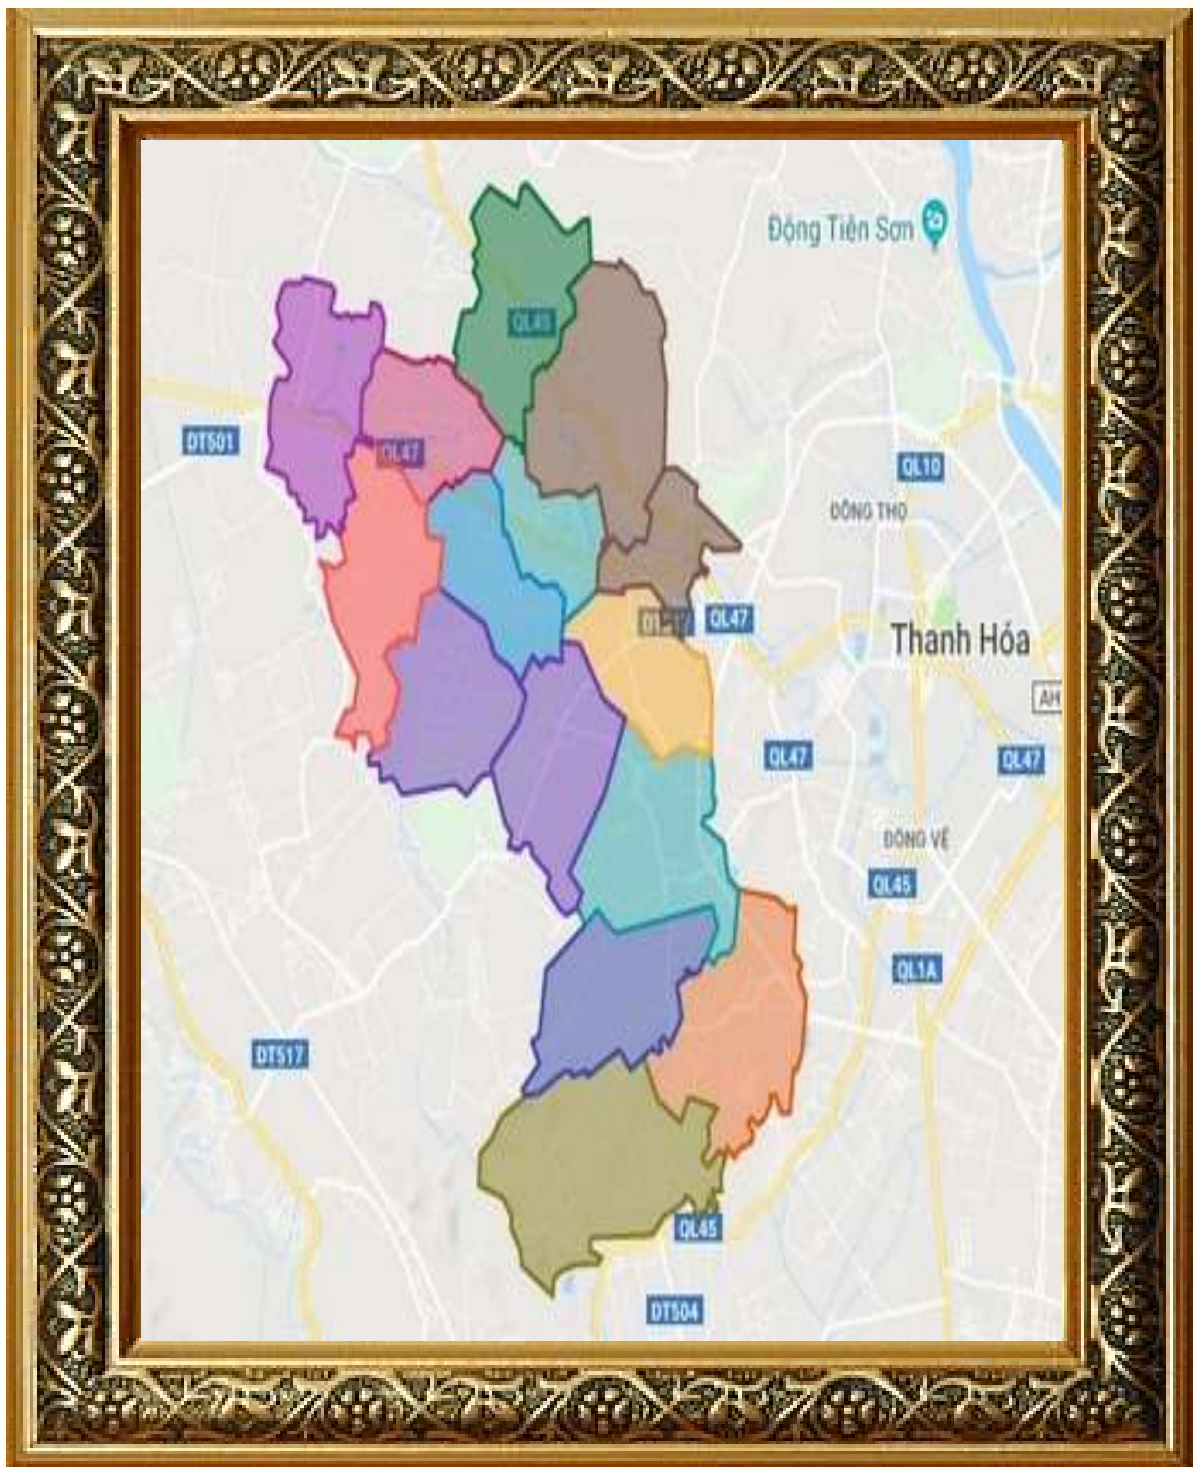 Động Tiên Sơn
QL45
DT501
QL47
QL10
ĐÔNG THỌ
QL47
Thanh Hóa
AH
QL47
QL47
ĐÔNG VỆ
QL45
QL1A
DT517
QL45
DT504